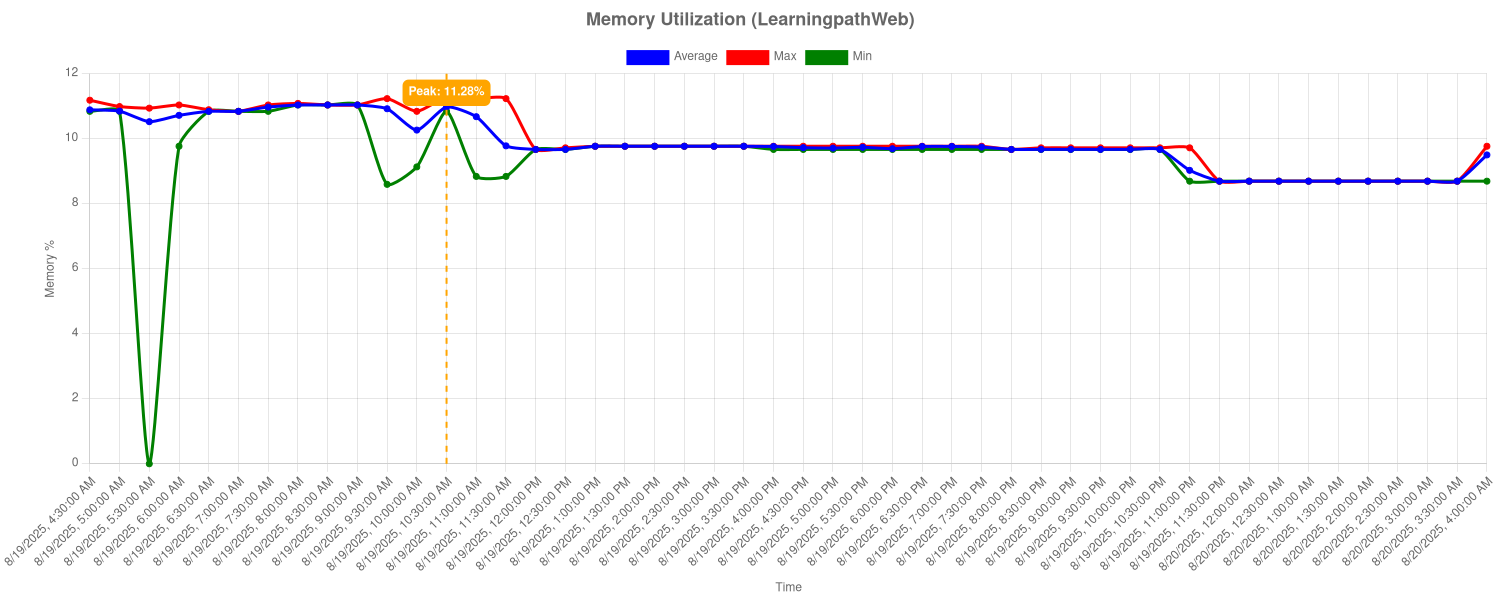 Memory Utilization (LearningpathWeb)
Average Max Min
Peak: 11.28%
12
10
8
6
4
2
0
Memory %
8/19/2025, 4:30:00 AM
8/19/2025, 5:00:00 AM
8/19/2025, 5:30:00 AM
8/19/2025, 6:00:00 AM
8/19/2025, 6:30:00 AM
8/19/2025, 7:00:00 AM
8/19/2025, 7:30:00 AM
8/19/2025, 8:00:00 AM
8/19/2025, 8:30:00 AM
8/19/2025, 9:00:00 AM
8/19/2025, 9:30:00 AM
8/19/2025, 10:00:00 AM
8/19/2025, 10:30:00 AM
8/19/2025, 11:00:00 AM
8/19/2025, 11:30:00 AM
8/19/2025, 12:00:00 PM
8/19/2025, 12:30:00 PM
8/19/2025, 1:00:00 PM
8/19/2025, 1:30:00 PM
8/19/2025, 2:00:00 PM
8/19/2025, 2:30:00 PM
8/19/2025, 3:00:00 PM
8/19/2025, 3:30:00 PM
8/19/2025, 4:00:00 PM
8/19/2025, 4:30:00 PM
8/19/2025, 5:00:00 PM
8/19/2025, 5:30:00 PM
8/19/2025, 6:00:00 PM
8/19/2025, 6:30:00 PM
8/19/2025, 7:00:00 PM
8/19/2025, 7:30:00 PM
8/19/2025, 8:00:00 PM
8/19/2025, 8:30:00 PM
8/19/2025, 9:00:00 PM
8/19/2025, 9:30:00 PM
8/19/2025, 10:00:00 PM
8/19/2025, 10:30:00 PM
8/19/2025, 11:00:00 PM
8/19/2025, 11:30:00 PM
8/20/2025, 12:00:00 AM
8/20/2025, 12:30:00 AM
8/20/2025, 1:00:00 AM
8/20/2025, 1:30:00 AM
8/20/2025, 2:00:00 AM
8/20/2025, 2:30:00 AM
8/20/2025, 3:00:00 AM
8/20/2025, 3:30:00 AM
8/20/2025, 4:00:00 AM
Time